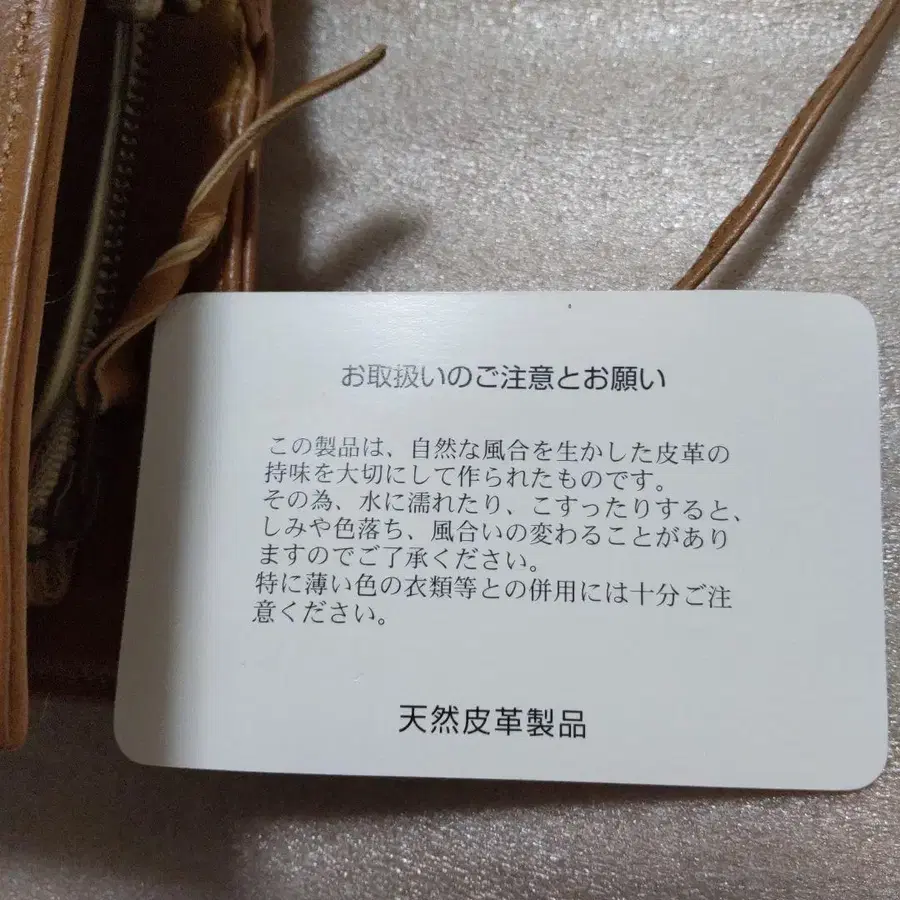 お取扱いのご注意とお願い
この製品は、自然な風合を生かした皮革の
持味を大切にして作られたものです。
その為、水に濡れたり、こすったりすると、
しみや色落ち、風合いの変わることがあり
ますのでご了承ください。
特に薄い色の衣類等との併用には十分ご注
意ください。
天然皮革製品